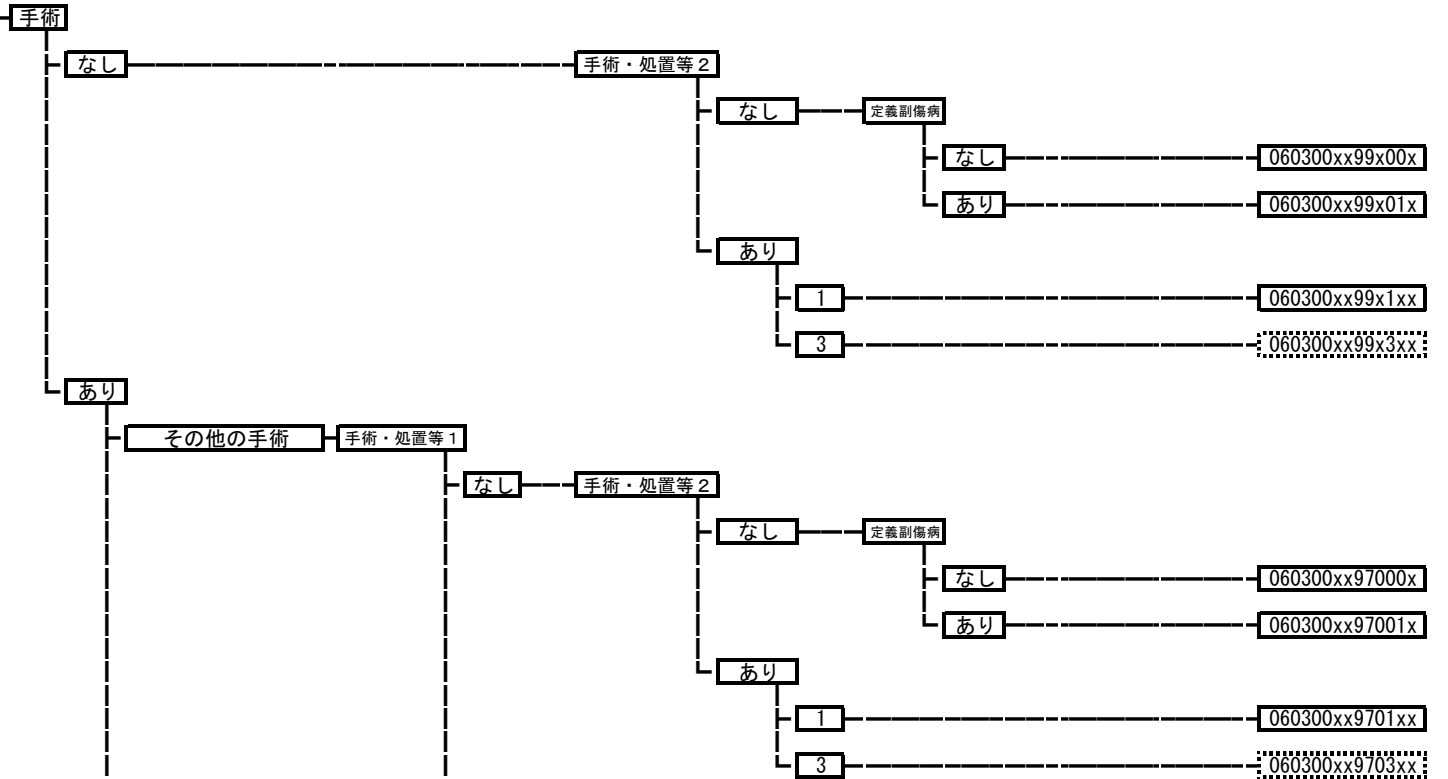 手術
なし 手術・処置等２
なし 定義副傷病
なし 060300xx99x00x
あり 060300xx99x01x
あり
1 060300xx99x1xx
3 060300xx99x3xx
あり
その他の手術 手術・処置等１
なし 手術・処置等２
なし 定義副傷病
なし 060300xx97000x
あり 060300xx97001x
あり
1 060300xx9701xx
3 060300xx9703xx